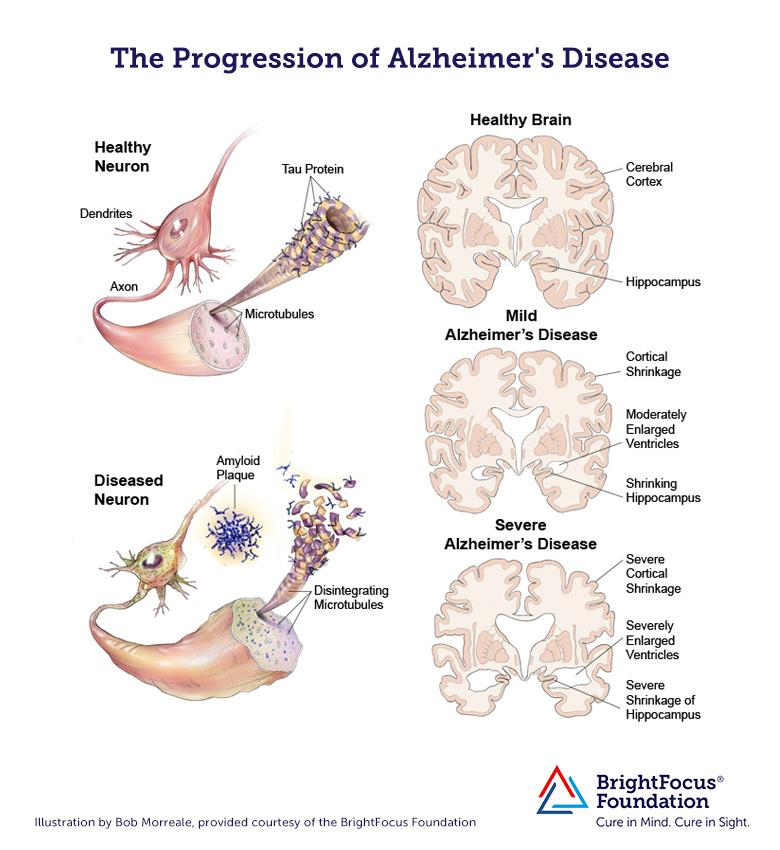 The Progression of Alzheimer's Disease
Healthy
Neuron
Tau Protein
Dendrites
Axon
Microtubules
Healthy Brain
Cerebral
Cortex
Hippocampus
Mild
Alzheimer’s Disease
Cortical
Shrinkage
Moderately
Enlarged
Ventricles
Shrinking
Hippocampus
Diseased
Neuron
Amyloid
Plaque
Disintegrating
Microtubules
Severe
Alzheimer’s Disease
Severe
Cortical
Shrinkage
Severely
Enlarged
Ventricles
Severe
Shrinkage of
Hippocampus
BrightFocus®
Foundation
Cure in Mind. Cure in Sight.
Illustration by Bob Morreale, provided courtesy of the BrightFocus Foundation